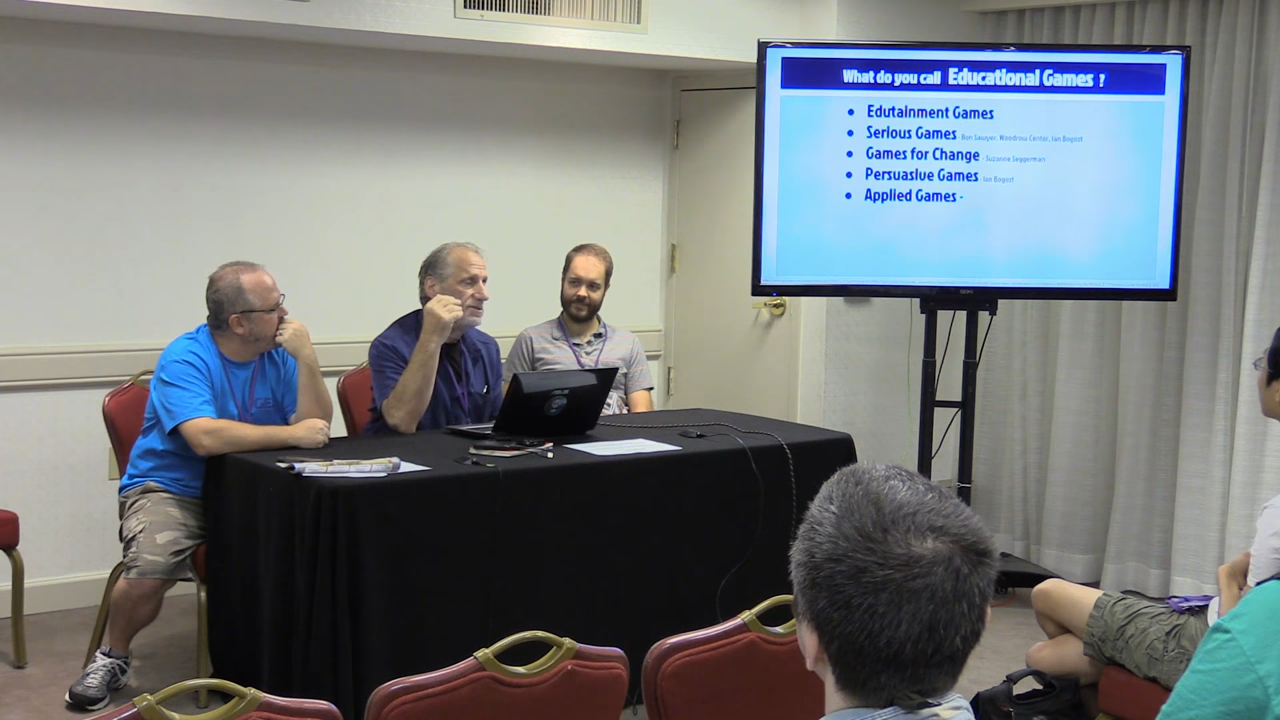 What do you call Educational Games ?
• Edutainment Games
• Serious Games - Ben Sawyer, Woodrow Center, Ian Bogost
• Games for Change - Suzanne Seggerman
• Persuasive Games - Ian Bogost
• Applied Games -
ASUS